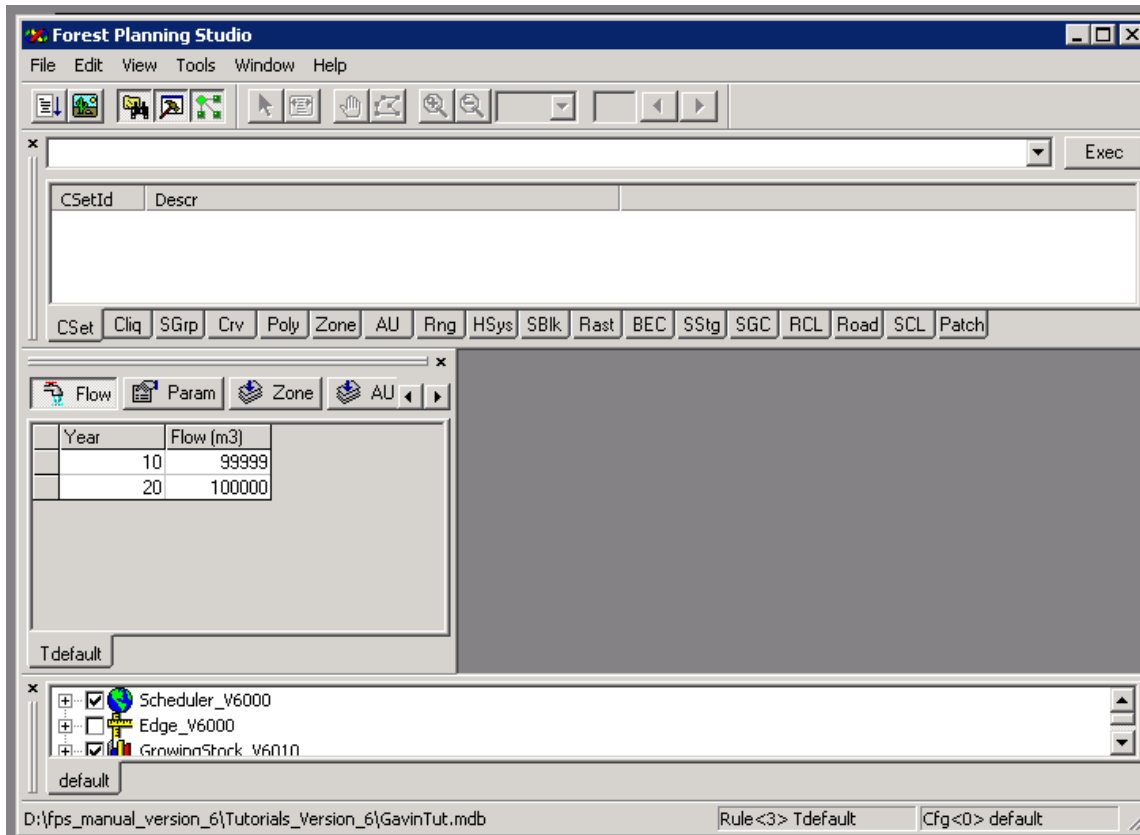 Forest Planning Studio
File Edit View Tools Window Help
Exec
CSetId Descr
CSet Cliq SGrp Crv Poly Zone AU Rng HSys SBlk Rast BEC SStg SGC RCL Road SCL Patch
Flow Param Zone AU
Year Flow (m3)
10 99999
20 100000
Tdefault
Scheduler_V6000
Edge_V6000
GrowingStock_V6010
default
D:\fps_manual_version_6\Tutorials_Version_6\GavinTut.mdb Rule<3> Tdefault Cfg<0> default